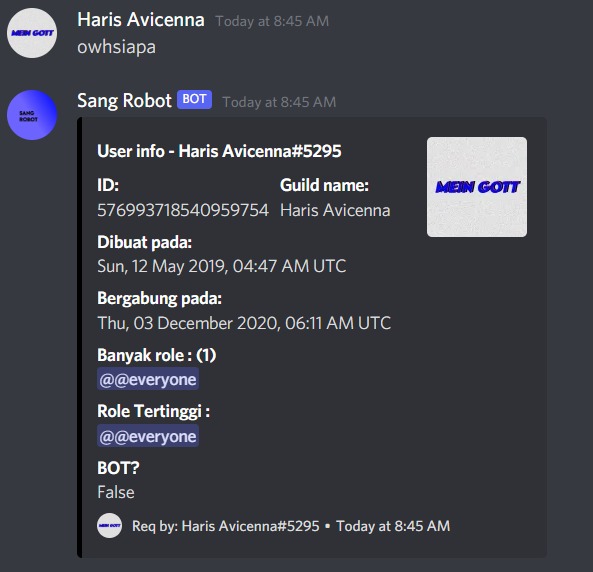 MEIN GOTT
Haris Avicenna Today at 8:45 AM
owhsiapa
SANG
ROBOT
Sang Robot BOT Today at 8:45 AM
User info - Haris Avicenna#5295
MEIN GOTT
ID: Guild name:
576993718540959754 Haris Avicenna
Dibuat pada:
Sun, 12 May 2019, 04:47 AM UTC
Bergabung pada:
Thu, 03 December 2020, 06:11 AM UTC
Banyak role : (1)
@@everyone
Role Tertinggi :
@@everyone
BOT?
False
MEIN GOTT
Req by: Haris Avicenna#5295 • Today at 8:45 AM